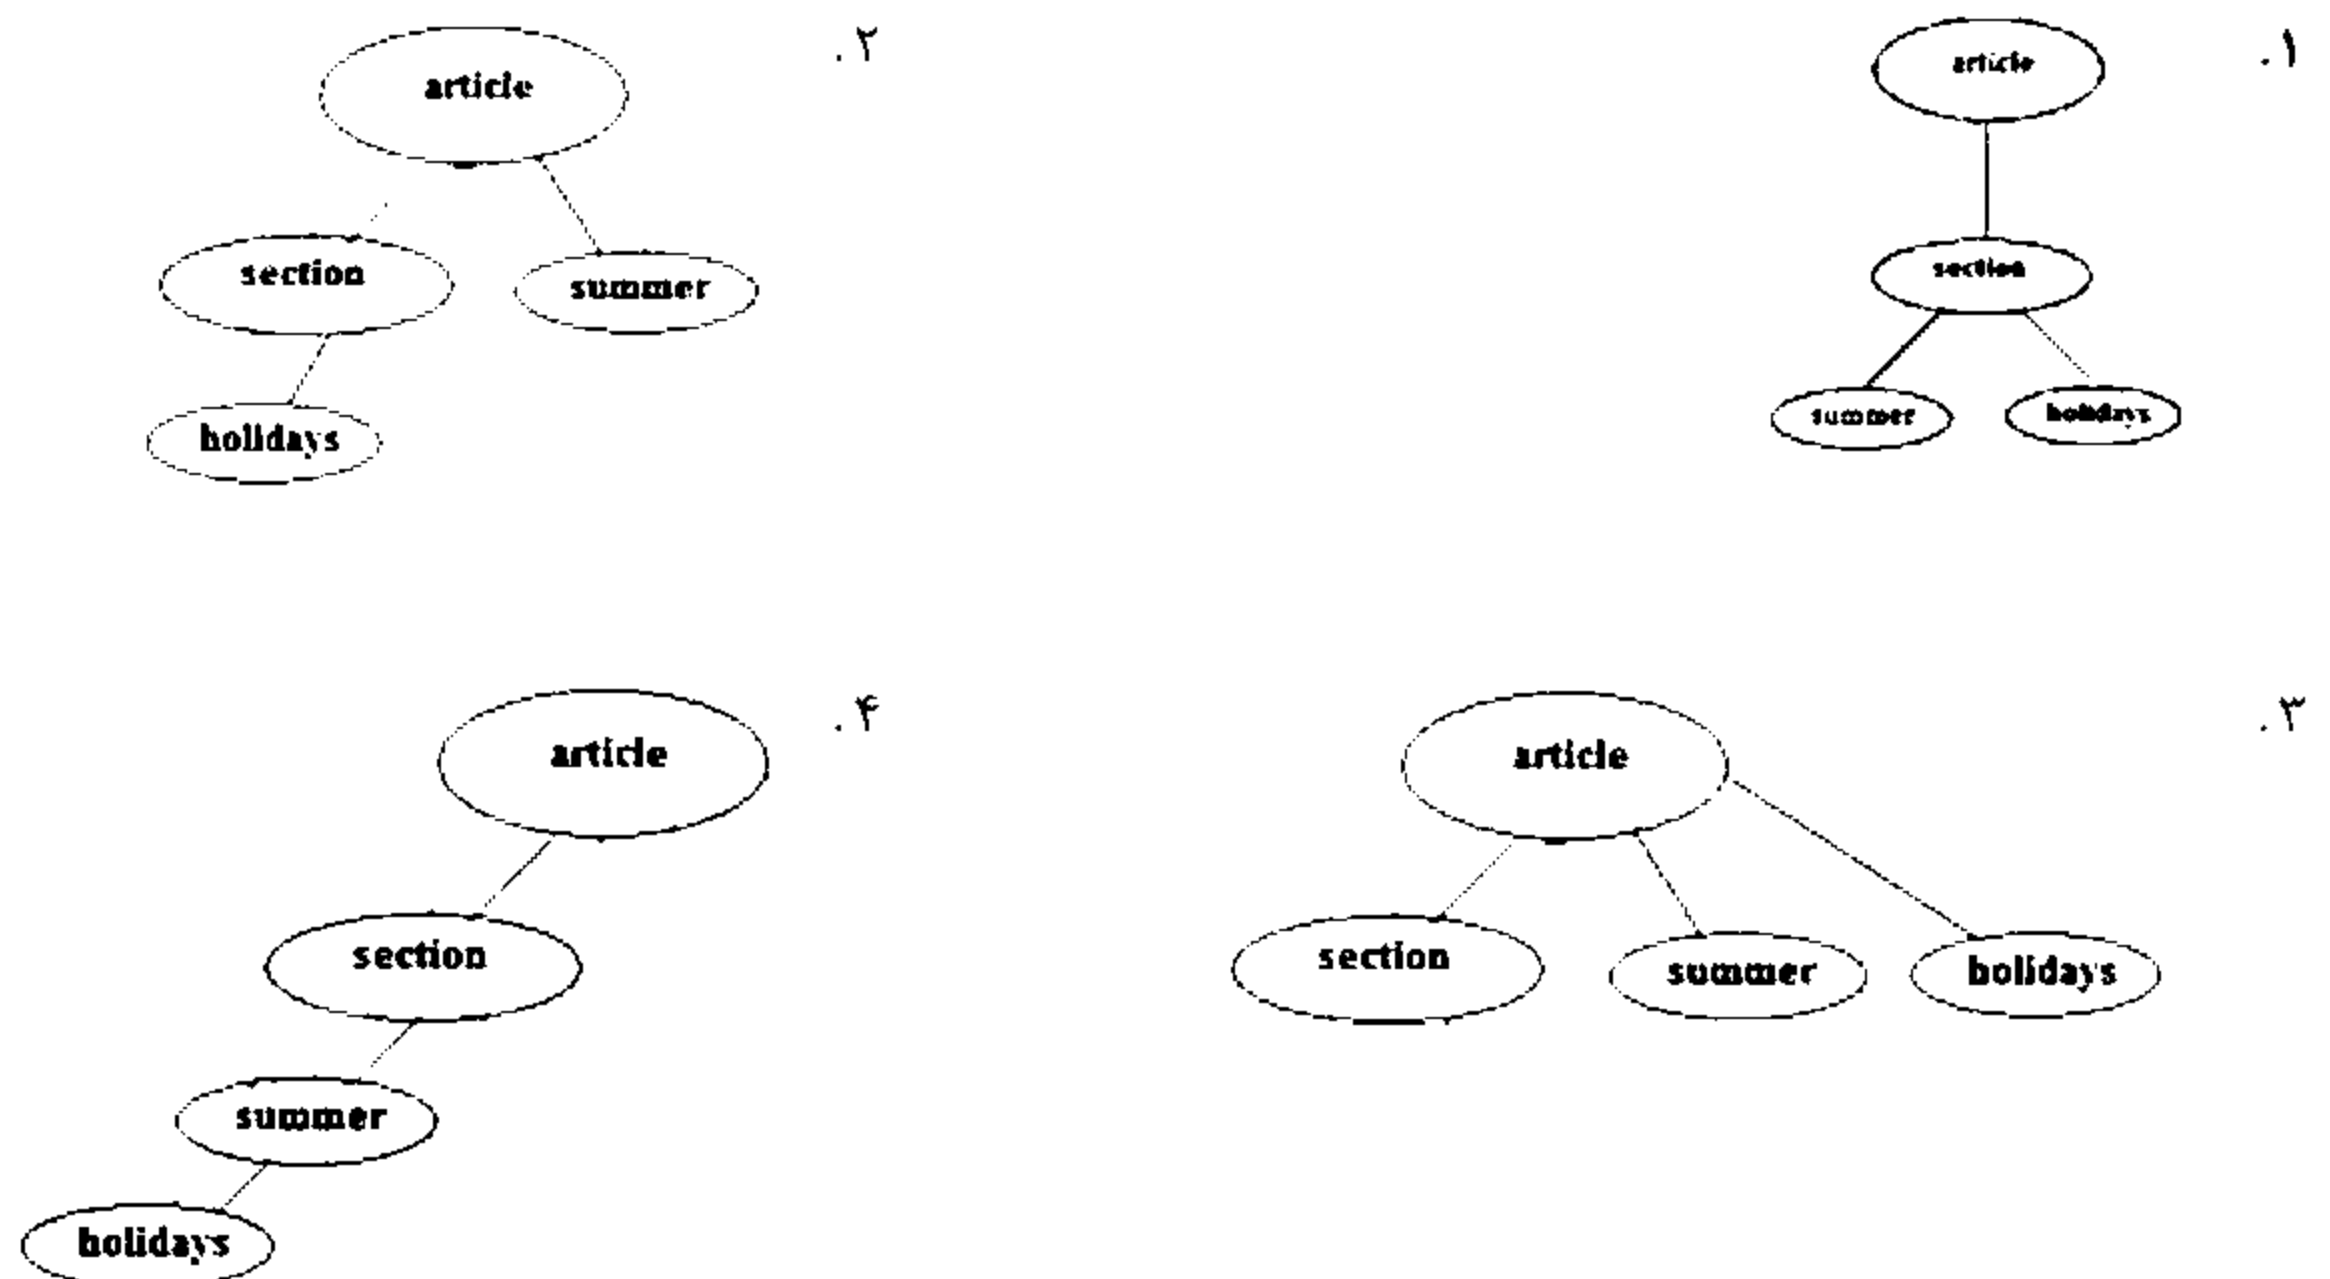 .۱
article
section
summer
holidays
.۲
article
section
summer
holidays
.۳
article
section
summer
holidays
.۴
article
section
summer
holidays